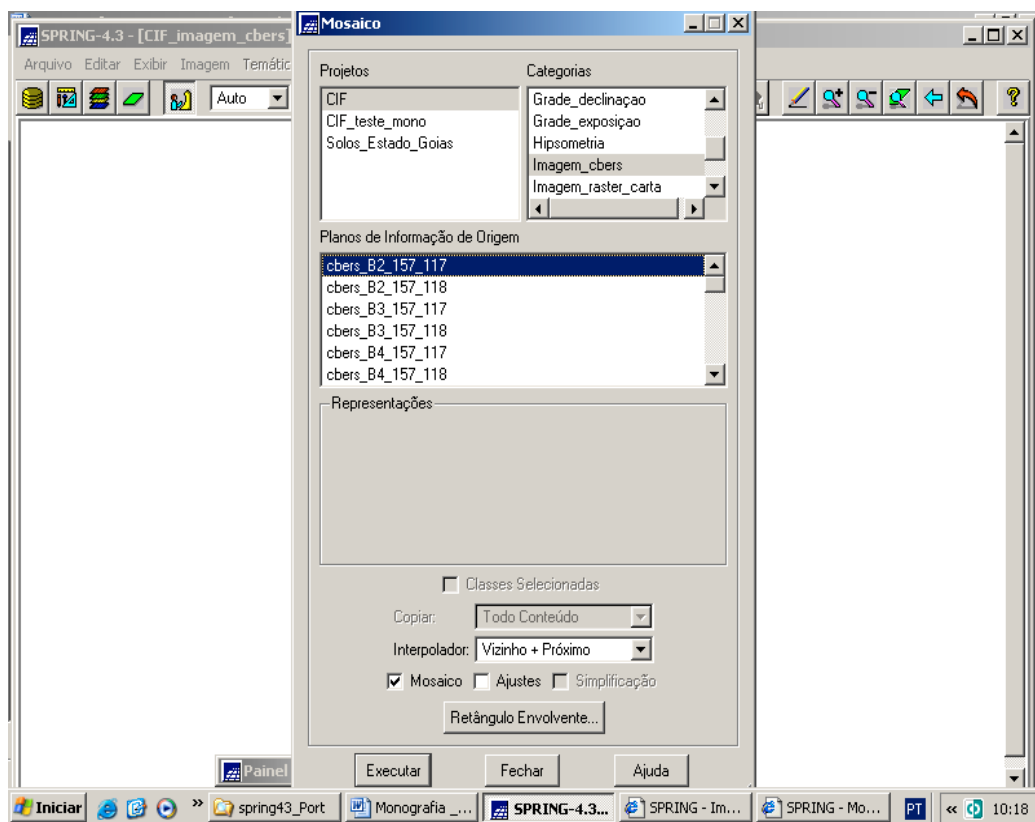 SPRING-4.3 - [CIF_imagem_cbers]
Mosaico
Arquivo Editar Exibir Imagem Temátic
Auto
Projetos
CIF
CIF_teste_mono
Solos_Estado_Goias
Categorias
Grade_declinaçao
Grade_exposiçao
Hipsometria
Imagem_cbers
Imagem_raster_carta
Planos de Informação de Origem
cbers_B2_157_117
cbers_B2_157_118
cbers_B3_157_117
cbers_B3_157_118
cbers_B4_157_117
cbers_B4_157_118
Representações
Classes Selecionadas
Copiar: Todo Conteúdo
Interpolador: Vizinho + Próximo
Mosaico Ajustes Simplificação
Retângulo Envolvente...
Painel
Executar Fechar Ajuda
Iniciar » spring43_Port Monografia _... SPRING-4.3... SPRING - Im... SPRING - Mo... PT « 10:18